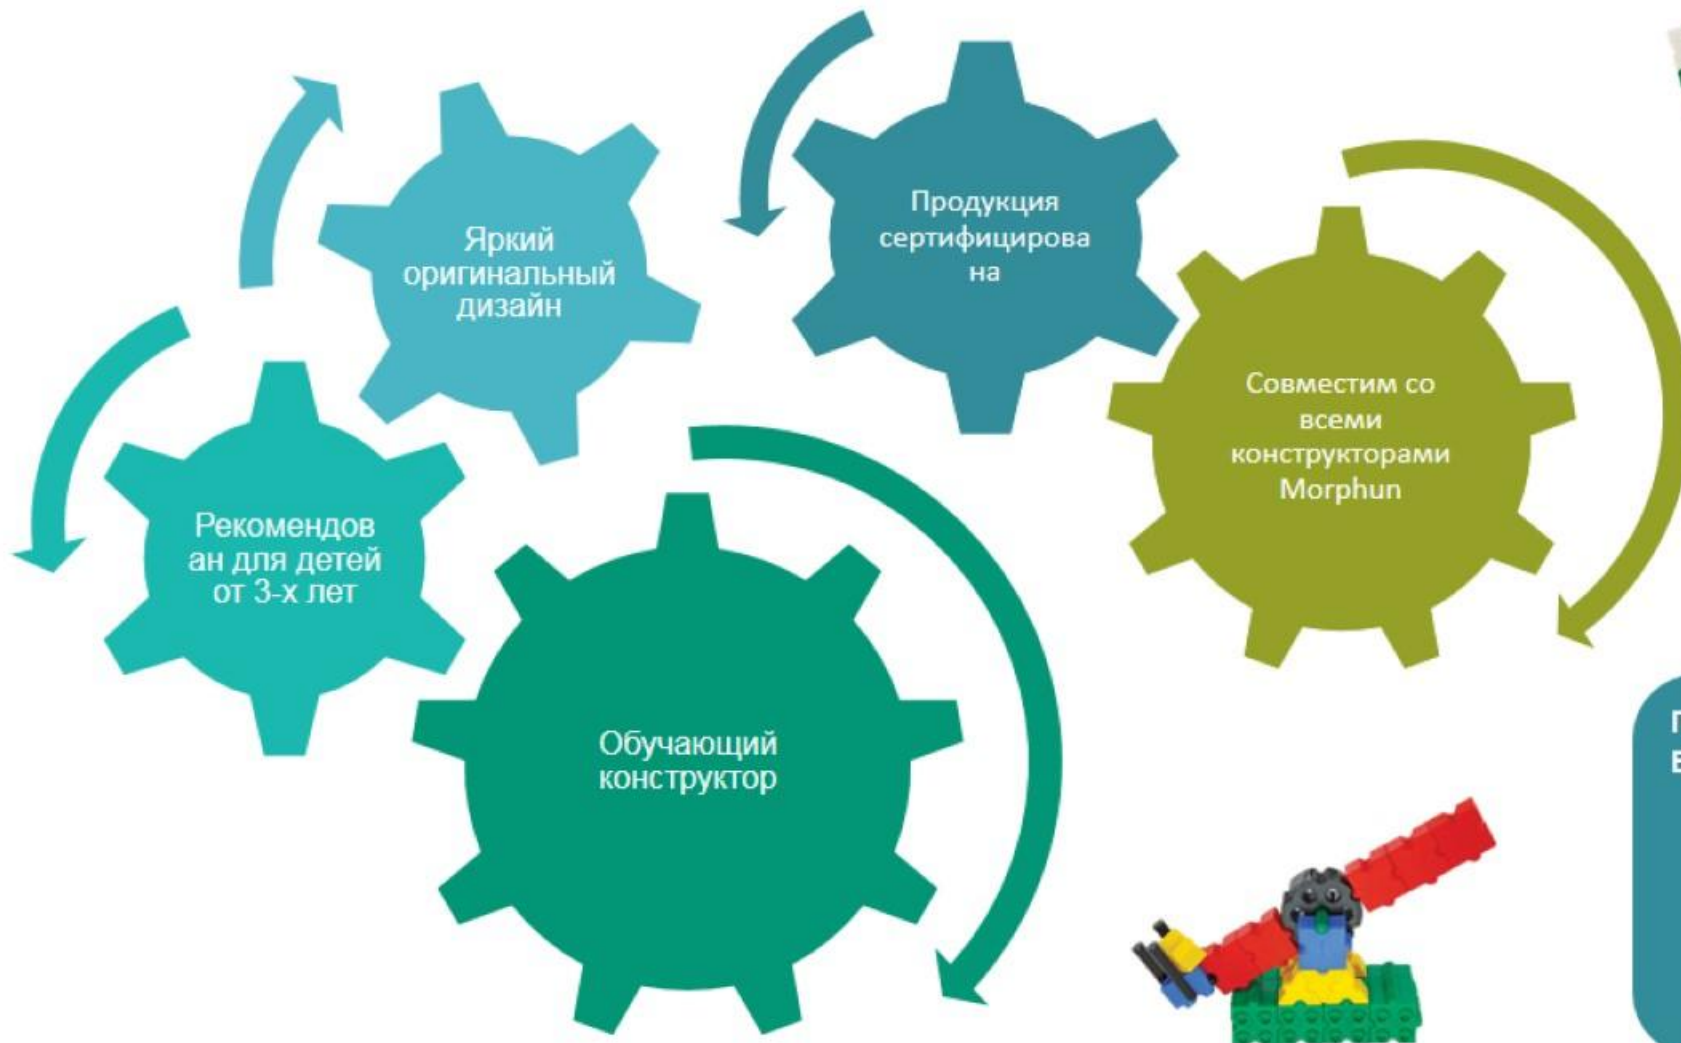 Яркий
оригинальный
дизайн
Продукция
сертифицирова
на
Совместим со
всеми
конструкторами
Morphun
Рекомендов
ан для детей
от 3-х лет
Обучающий
конструктор